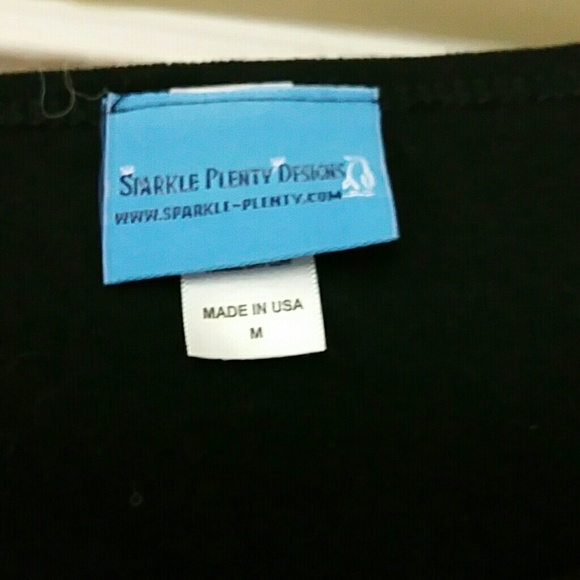 SPARKLE PLENTY DESIGNS
WWW.SPARKLE-PLENTY.COM
MADE IN USA
M